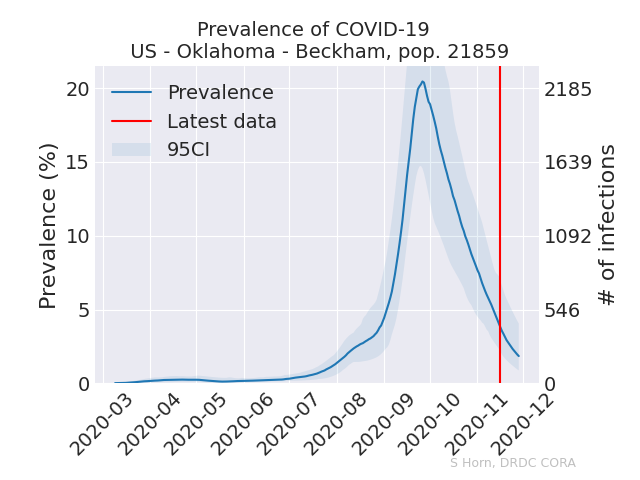 Prevalence of COVID-19
US - Oklahoma - Beckham, pop. 21859
Prevalence
Latest data
95CI
Prevalence (%)
20
15
10
5
0
2185
1639
1092
546
0
# of infections
2020-03
2020-04
2020-05
2020-06
2020-07
2020-08
2020-09
2020-10
2020-11
2020-12
S Horn, DRDC CORA